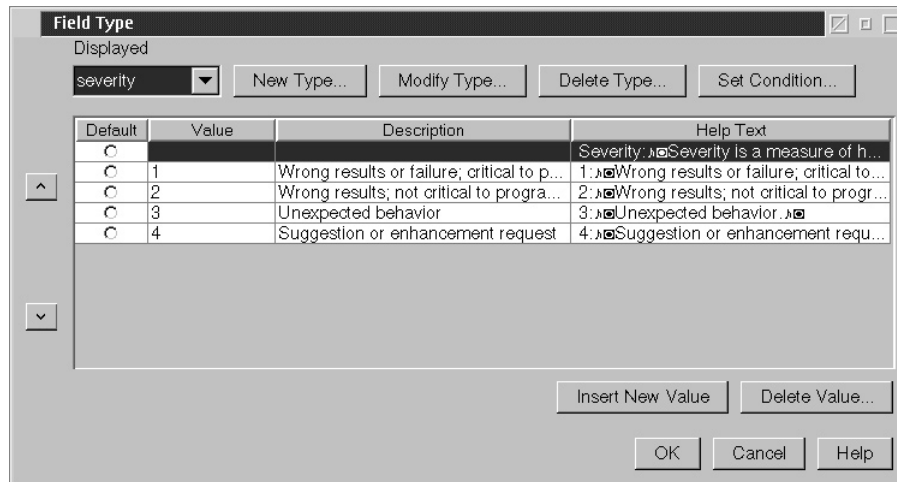 Field Type
Displayed
severity New Type... Modify Type... Delete Type... Set Condition...
Default Value Description Help Text
Severity:♪◙Severity is a measure of h...
1 Wrong results or failure; critical to p... 1:♪◙Wrong results or failure; critical to...
2 Wrong results; not critical to progra... 2:♪◙Wrong results; not critical to progr...
3 Unexpected behavior 3:♪◙Unexpected behavior.♪◙
4 Suggestion or enhancement request 4:♪◙Suggestion or enhancement requ...
Insert New Value Delete Value...
OK Cancel Help